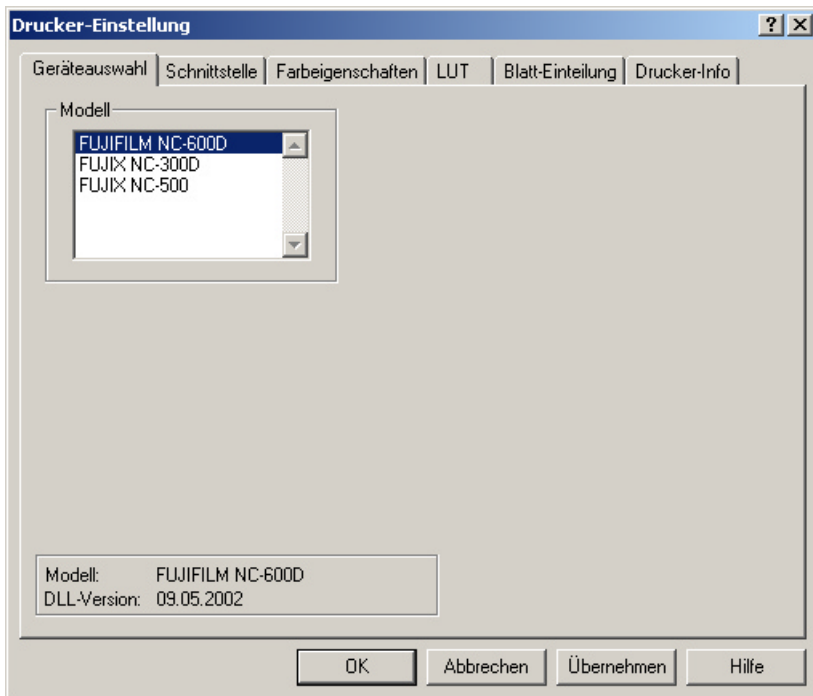 Drucker-Einstellung
Geräteauswahl Schnittstelle Farbeigenschaften LUT Blatt-Einteilung Drucker-Info
Modell
FUJIFILM NC-600D
FUJIX NC-300D
FUJIX NC-500
Modell: FUJIFILM NC-600D
DLL-Version: 09.05.2002
OK Abbrechen Übernehmen Hilfe